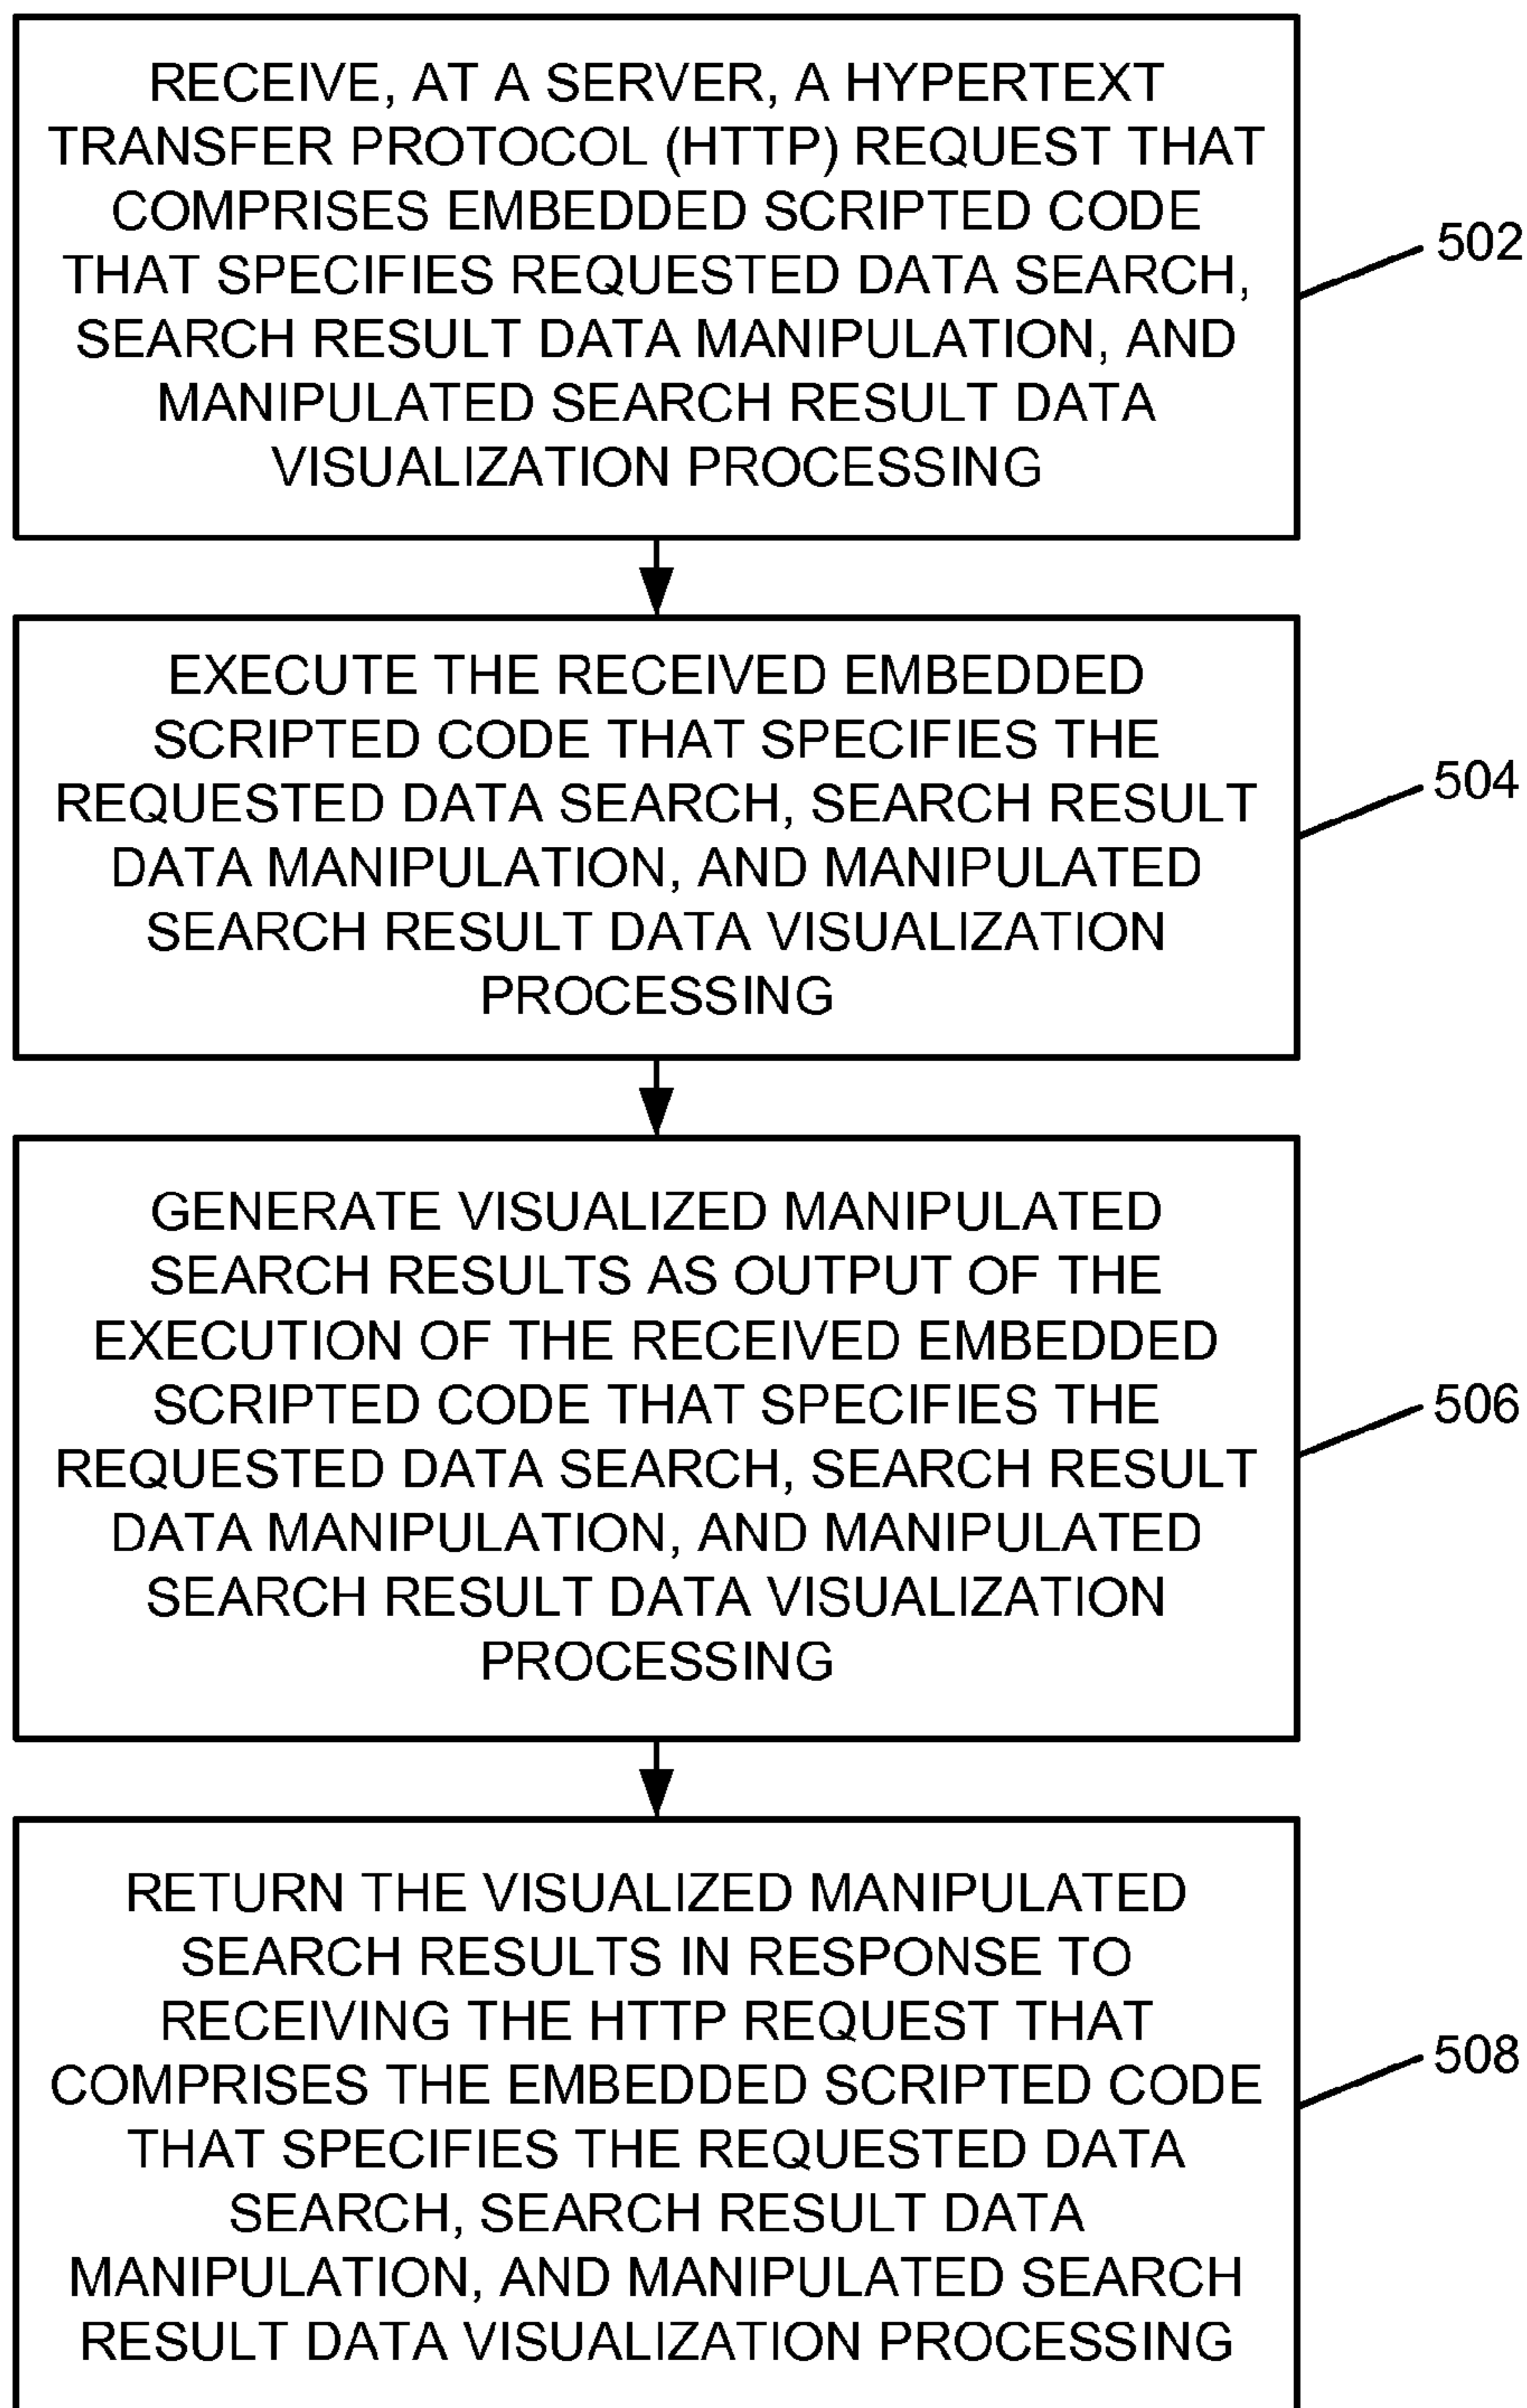 RECEIVE, AT A SERVER, A HYPERTEXT
TRANSFER PROTOCOL (HTTP) REQUEST THAT
COMPRISES EMBEDDED SCRIPTED CODE
THAT SPECIFIES REQUESTED DATA SEARCH,
SEARCH RESULT DATA MANIPULATION, AND
MANIPULATED SEARCH RESULT DATA
VISUALIZATION PROCESSING
502
EXECUTE THE RECEIVED EMBEDDED
SCRIPTED CODE THAT SPECIFIES THE
REQUESTED DATA SEARCH, SEARCH RESULT
DATA MANIPULATION, AND MANIPULATED
SEARCH RESULT DATA VISUALIZATION
PROCESSING
504
GENERATE VISUALIZED MANIPULATED
SEARCH RESULTS AS OUTPUT OF THE
EXECUTION OF THE RECEIVED EMBEDDED
SCRIPTED CODE THAT SPECIFIES THE
REQUESTED DATA SEARCH, SEARCH RESULT
DATA MANIPULATION, AND MANIPULATED
SEARCH RESULT DATA VISUALIZATION
PROCESSING
506
RETURN THE VISUALIZED MANIPULATED
SEARCH RESULTS IN RESPONSE TO
RECEIVING THE HTTP REQUEST THAT
COMPRISES THE EMBEDDED SCRIPTED CODE
THAT SPECIFIES THE REQUESTED DATA
SEARCH, SEARCH RESULT DATA
MANIPULATION, AND MANIPULATED SEARCH
RESULT DATA VISUALIZATION PROCESSING
508